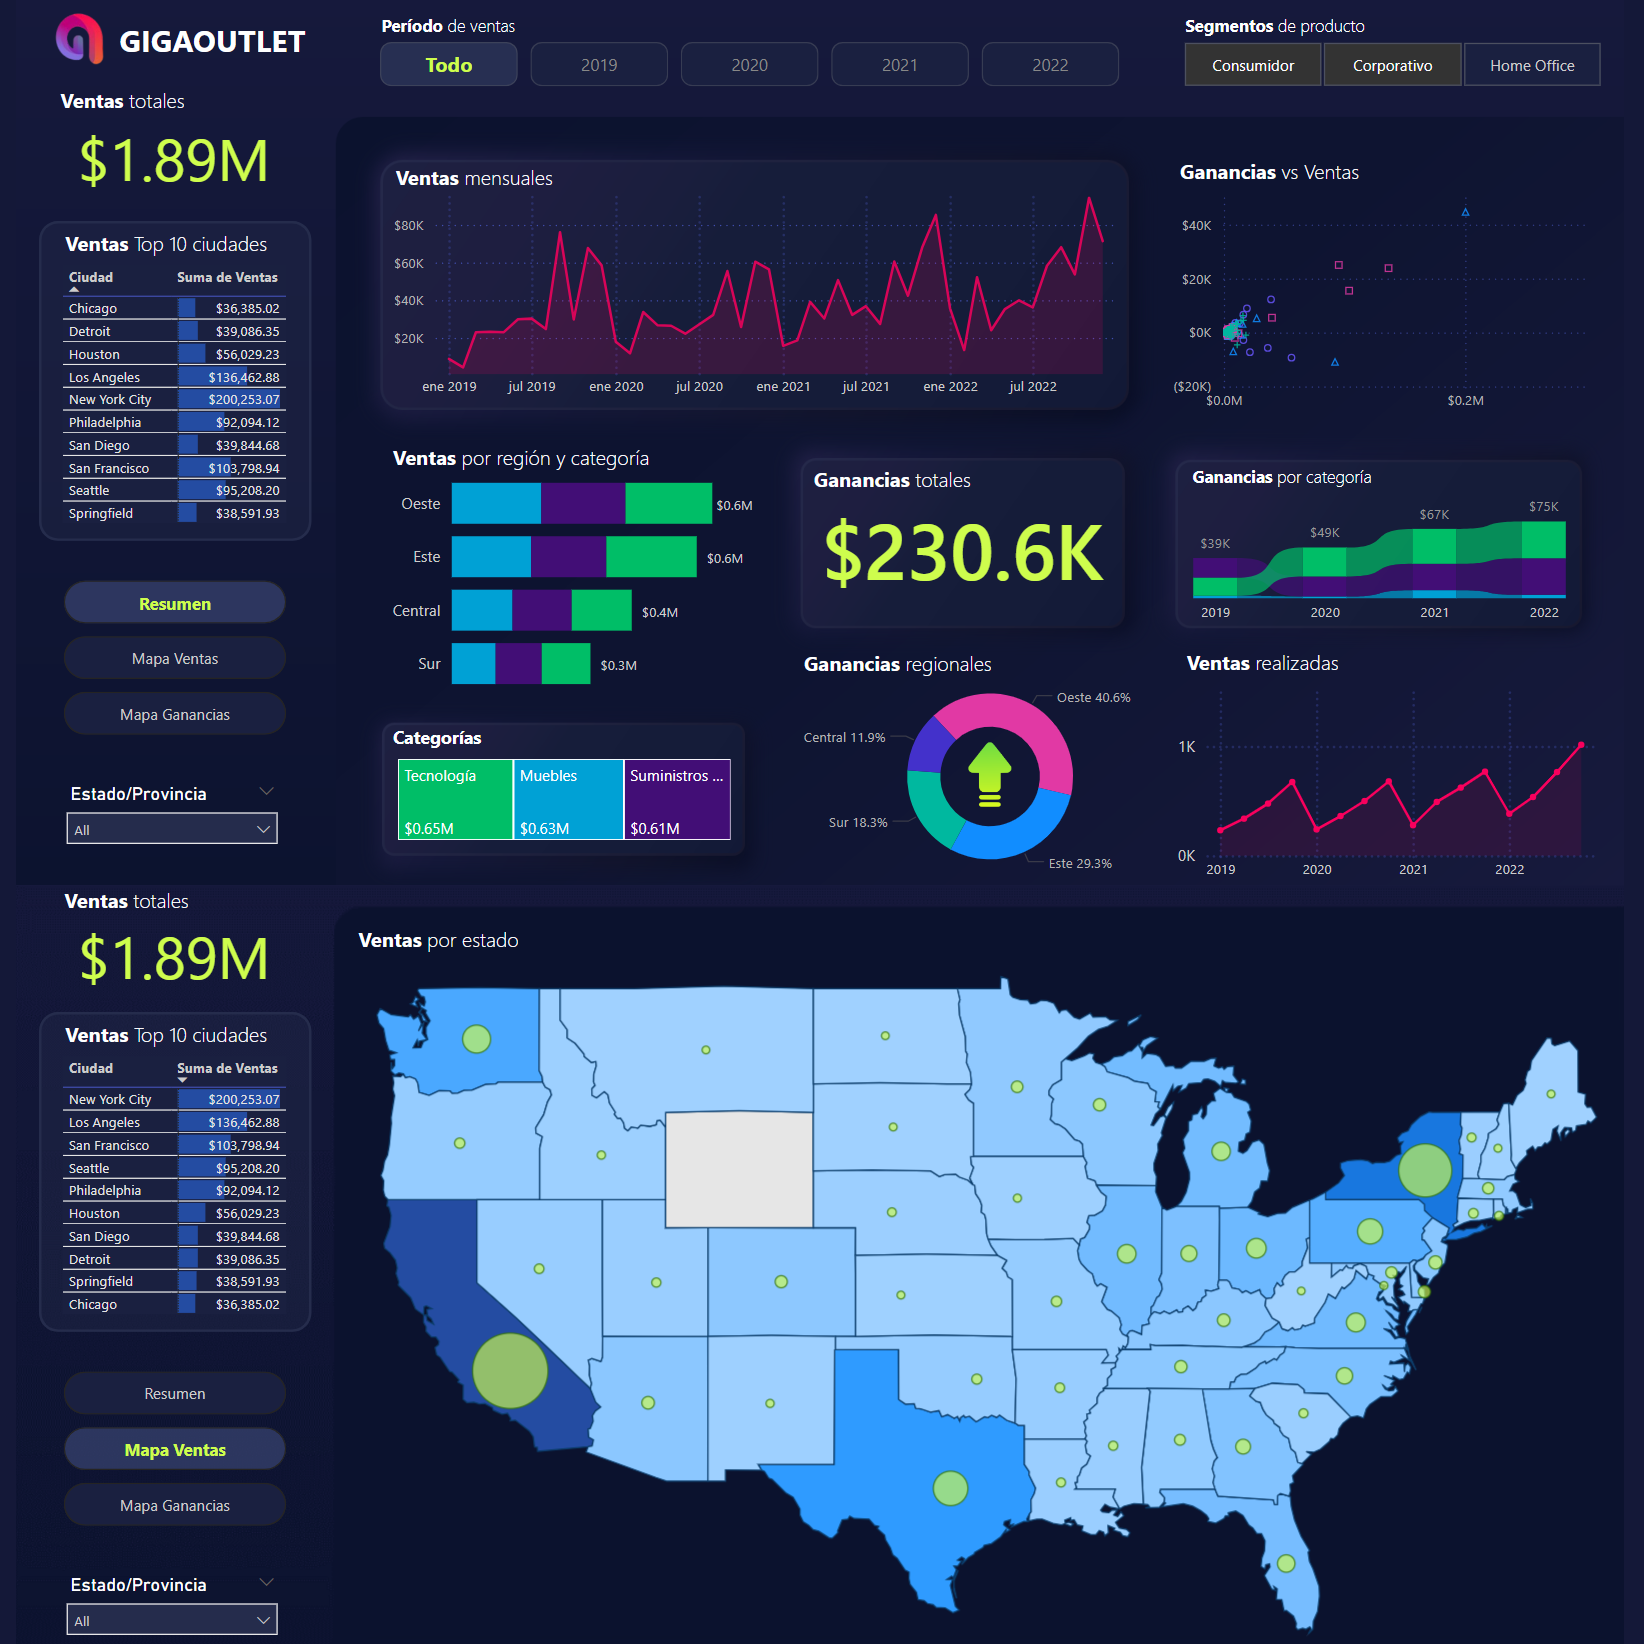 GIGAOUTLET
Período de ventas
Todo 2019 2020 2021 2022
Segmentos de producto
Consumidor Corporativo Home Office
Ventas totales
$1.89M
Ventas Top 10 ciudades
Ciudad Suma de Ventas
Chicago $36,385.02
Detroit $39,086.35
Houston $56,029.23
Los Angeles $136,462.88
New York City $200,253.07
Philadelphia $92,094.12
San Diego $39,844.68
San Francisco $103,798.94
Seattle $95,208.20
Springfield $38,591.93
Resumen
Mapa Ventas
Mapa Ganancias
Estado/Provincia
All
Ventas mensuales
$80K
$60K
$40K
$20K
ene 2019 jul 2019 ene 2020 jul 2020 ene 2021 jul 2021 ene 2022 jul 2022
Ganancias vs Ventas
$40K
$20K
$0K
($20K)
$0.0M $0.2M
Ventas por región y categoría
Oeste $0.6M
Este $0.6M
Central $0.4M
Sur $0.3M
Ganancias totales
$230.6K
Ganancias por categoría
$39K $49K $67K $75K
2019 2020 2021 2022
Categorías
Tecnología Muebles Suministros ...
$0.65M $0.63M $0.61M
Ganancias regionales
Oeste 40.6%
Central 11.9%
Sur 18.3%
Este 29.3%
Ventas realizadas
1K
0K
2019 2020 2021 2022
Ventas totales
$1.89M
Ventas Top 10 ciudades
Ciudad Suma de Ventas
New York City $200,253.07
Los Angeles $136,462.88
San Francisco $103,798.94
Seattle $95,208.20
Philadelphia $92,094.12
Houston $56,029.23
San Diego $39,844.68
Detroit $39,086.35
Springfield $38,591.93
Chicago $36,385.02
Resumen
Mapa Ventas
Mapa Ganancias
Estado/Provincia
All
Ventas por estado